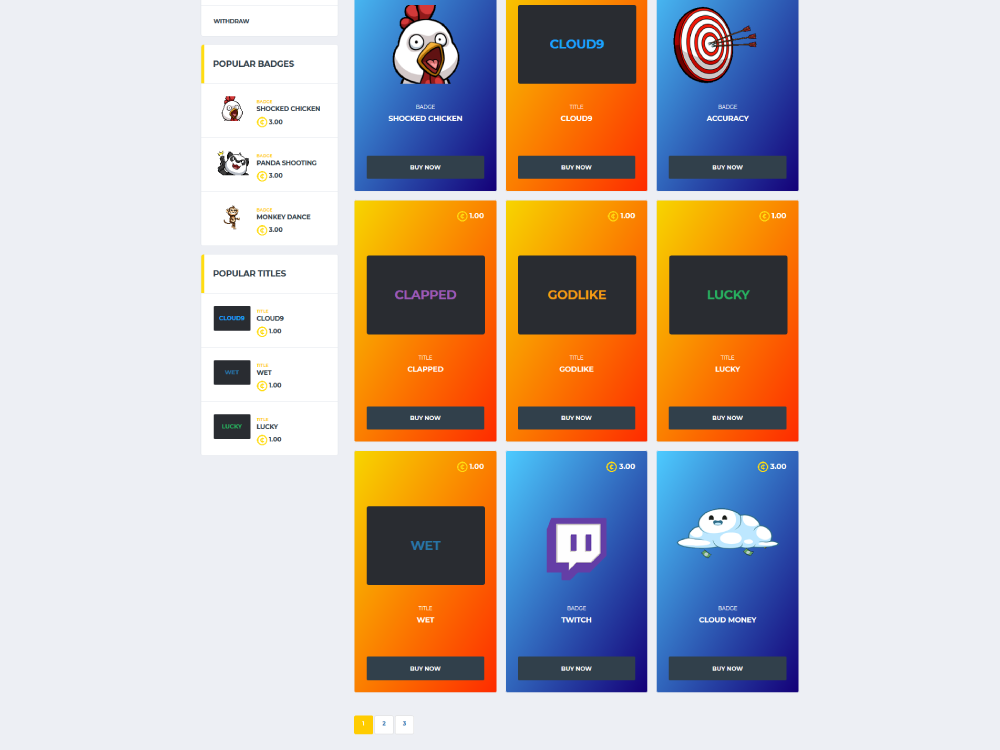 WITHDRAW
POPULAR BADGES
BADGE
SHOCKED CHICKEN
3.00
BADGE
PANDA SHOOTING
3.00
BADGE
MONKEY DANCE
3.00
POPULAR TITLES
CLOUD9
TITLE
CLOUD9
1.00
WET
TITLE
WET
1.00
LUCKY
TITLE
LUCKY
1.00
BADGE
SHOCKED CHICKEN
BUY NOW
CLOUD9
TITLE
CLOUD9
BUY NOW
BADGE
ACCURACY
BUY NOW
1.00
CLAPPED
TITLE
CLAPPED
BUY NOW
1.00
GODLIKE
TITLE
GODLIKE
BUY NOW
1.00
LUCKY
TITLE
LUCKY
BUY NOW
1.00
WET
TITLE
WET
BUY NOW
3.00
BADGE
TWITCH
BUY NOW
3.00
BADGE
CLOUD MONEY
BUY NOW
1 2 3